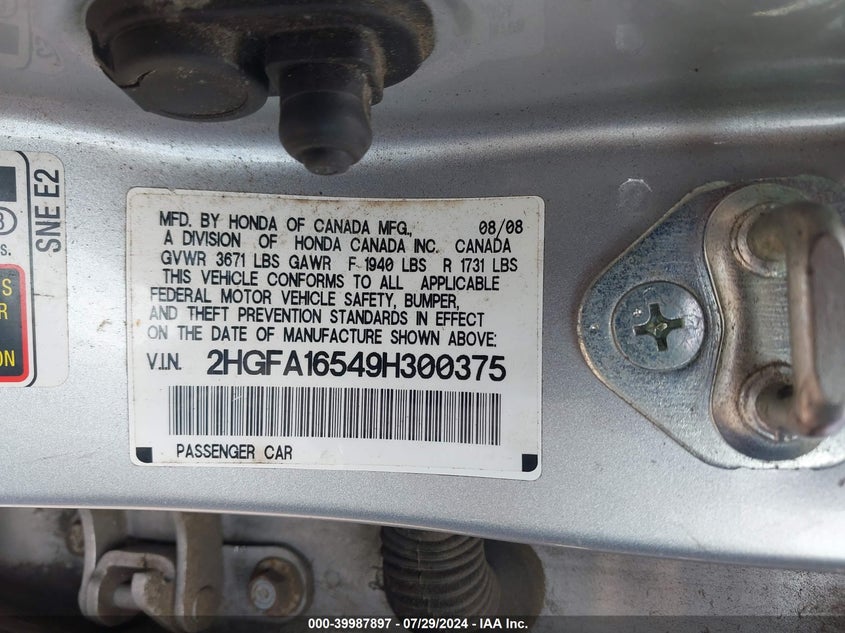 MFD. BY HONDA OF CANADA MFG., 08/08
A DIVISION OF HONDA CANADA INC. CANADA
GVWR 3671 LBS GAWR F 1940 LBS R 1731 LBS
THIS VEHICLE CONFORMS TO ALL APPLICABLE
FEDERAL MOTOR VEHICLE SAFETY, BUMPER,
AND THEFT PREVENTION STANDARDS IN EFFECT
ON THE DATE OF MANUFACTURE SHOWN ABOVE:
V.I.N. 2HGFA16549H300375
PASSENGER CAR
SNE E2
000-39987897 - 07/29/2024 - IAA Inc.